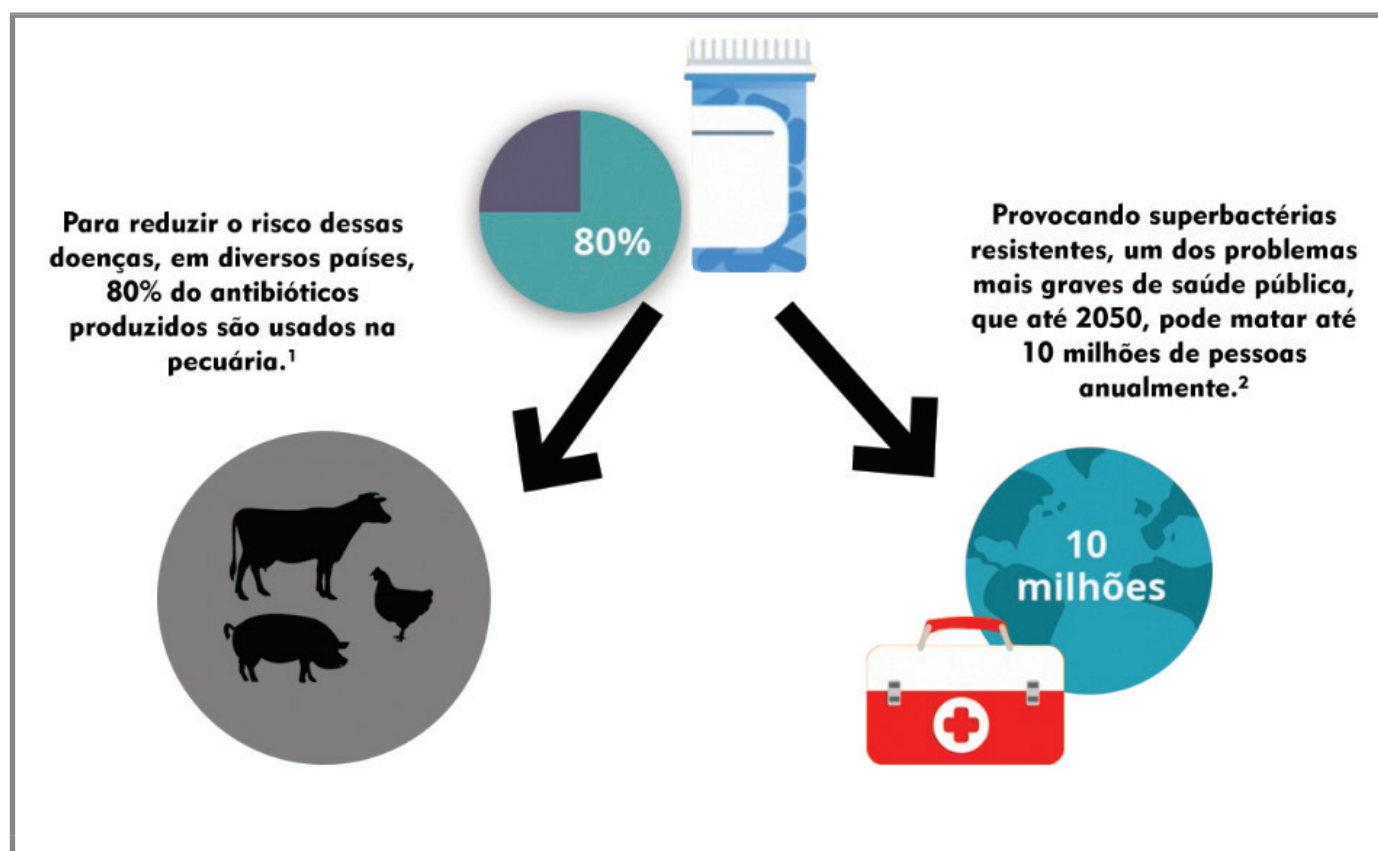 80%
Para reduzir o risco dessas
doenças, em diversos países,
80% do antibióticos
produzidos são usados na
pecuária.¹
Provocando superbactérias
resistentes, um dos problemas
mais graves de saúde pública,
que até 2050, pode matar até
10 milhões de pessoas
anualmente.²
10
milhões